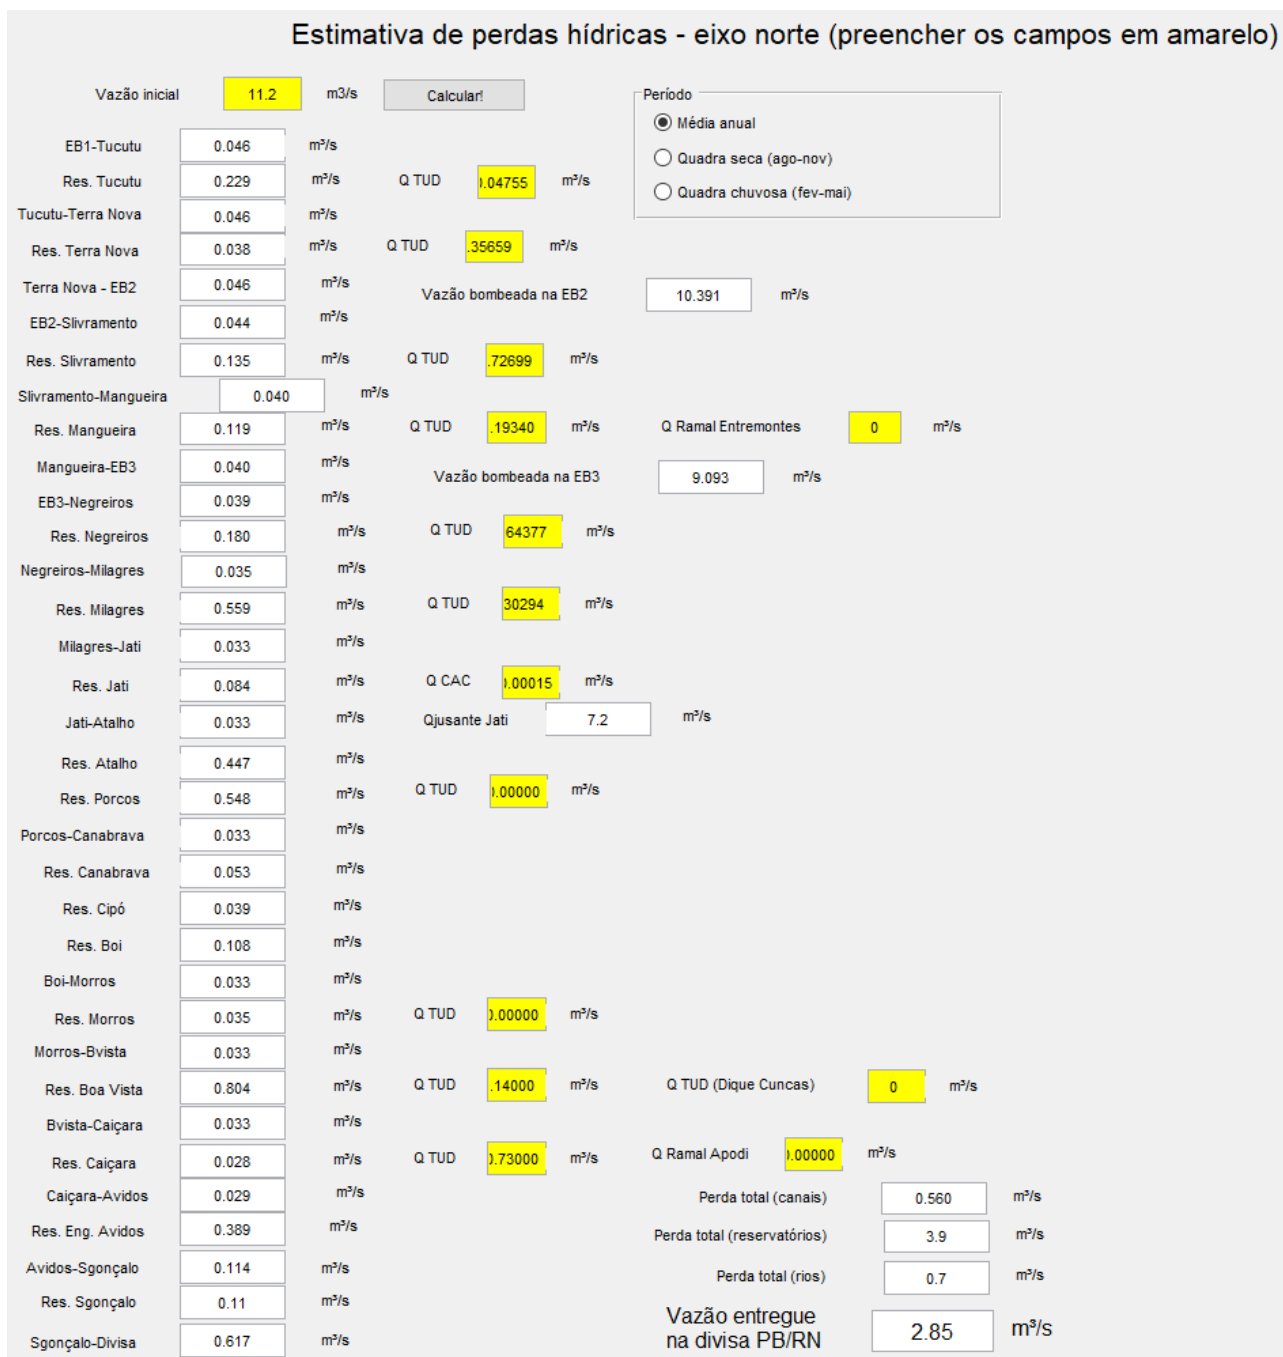 Estimativa de perdas hídricas - eixo norte (preencher os campos em amarelo)
Vazão inicial 11.2 m3/s Calcular! Período
Média anual
EB1-Tucutu 0.046 m³/s
Quadra seca (ago-nov)
Res. Tucutu 0.229 m³/s Q TUD 0.04755 m³/s
Quadra chuvosa (fev-mai)
Tucutu-Terra Nova 0.046 m³/s
Res. Terra Nova 0.038 m³/s Q TUD .35659 m³/s
Terra Nova - EB2 0.046 m³/s Vazão bombeada na EB2 10.391 m³/s
EB2-Slivramento 0.044 m³/s
Res. Slivramento 0.135 m³/s Q TUD .72699 m³/s
Slivramento-Mangueira 0.040 m³/s
Res. Mangueira 0.119 m³/s Q TUD .19340 m³/s Q Ramal Entremontes 0 m³/s
Mangueira-EB3 0.040 m³/s Vazão bombeada na EB3 9.093 m³/s
EB3-Negreiros 0.039 m³/s
Res. Negreiros 0.180 m³/s Q TUD 64377 m³/s
Negreiros-Milagres 0.035 m³/s
Res. Milagres 0.559 m³/s Q TUD 30294 m³/s
Milagres-Jati 0.033 m³/s
Res. Jati 0.084 m³/s Q CAC 0.00015 m³/s
Jati-Atalho 0.033 m³/s Qjusante Jati 7.2 m³/s
Res. Atalho 0.447 m³/s
Res. Porcos 0.548 m³/s Q TUD 0.00000 m³/s
Porcos-Canabrava 0.033 m³/s
Res. Canabrava 0.053 m³/s
Res. Cipó 0.039 m³/s
Res. Boi 0.108 m³/s
Boi-Morros 0.033 m³/s
Res. Morros 0.035 m³/s Q TUD 0.00000 m³/s
Morros-Bvista 0.033 m³/s
Res. Boa Vista 0.804 m³/s Q TUD .14000 m³/s Q TUD (Dique Cuncas) 0 m³/s
Bvista-Caiçara 0.033 m³/s
Res. Caiçara 0.028 m³/s Q TUD 0.73000 m³/s Q Ramal Apodi 0.00000 m³/s
Caiçara-Avidos 0.029 m³/s Perda total (canais) 0.560 m³/s
Res. Eng. Avidos 0.389 m³/s Perda total (reservatórios) 3.9 m³/s
Avidos-Sgonçalo 0.114 m³/s Perda total (rios) 0.7 m³/s
Res. Sgonçalo 0.11 m³/s
Vazão entregue
na divisa PB/RN 2.85 m³/s
Sgonçalo-Divisa 0.617 m³/s